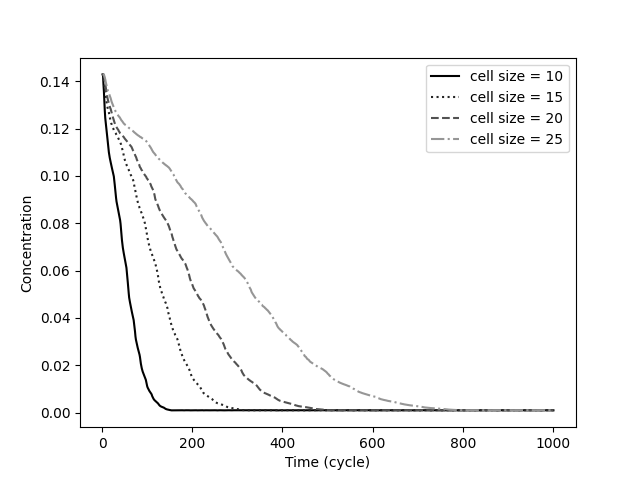 cell size = 10
cell size = 15
cell size = 20
cell size = 25
0.14
0.12
0.10
0.08
0.06
0.04
0.02
0.00
Concentration
0 200 400 600 800 1000
Time (cycle)